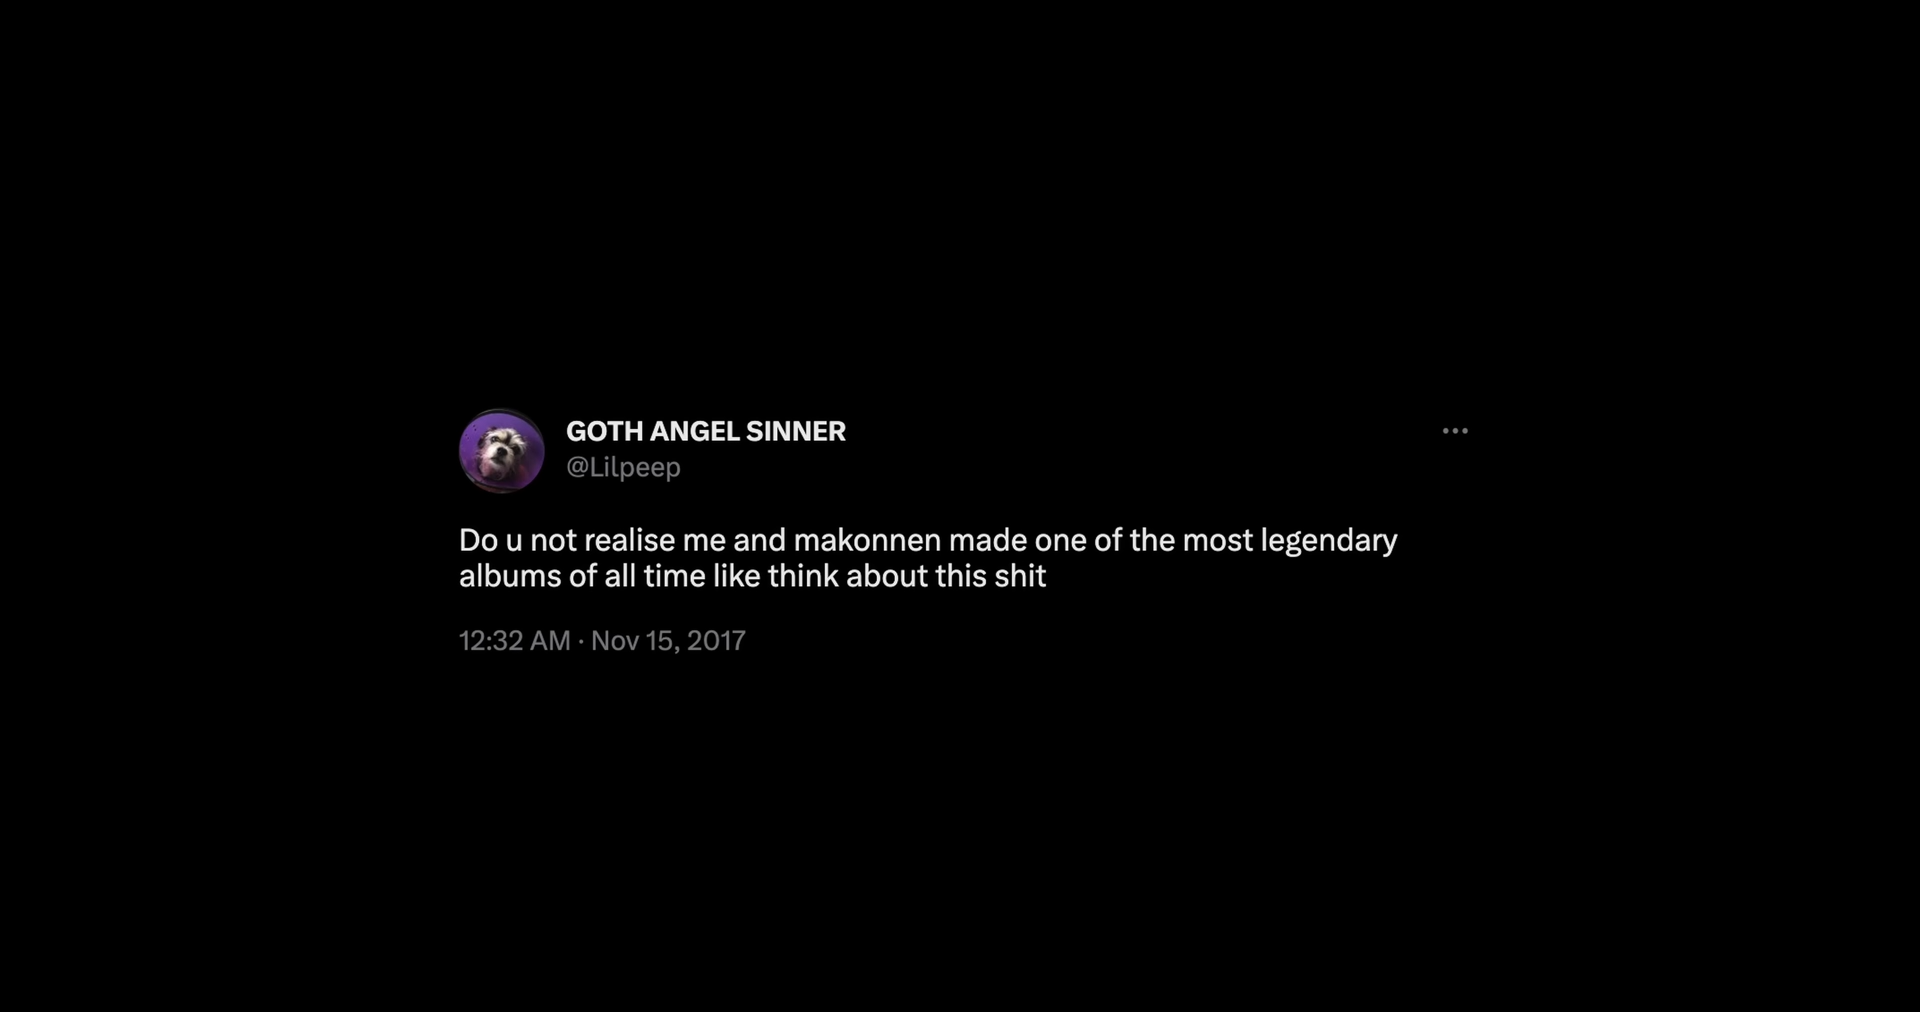 GOTH ANGEL SINNER
@Lilpeep
Do u not realise me and makonnen made one of the most legendary
albums of all time like think about this shit
12:32 AM · Nov 15, 2017